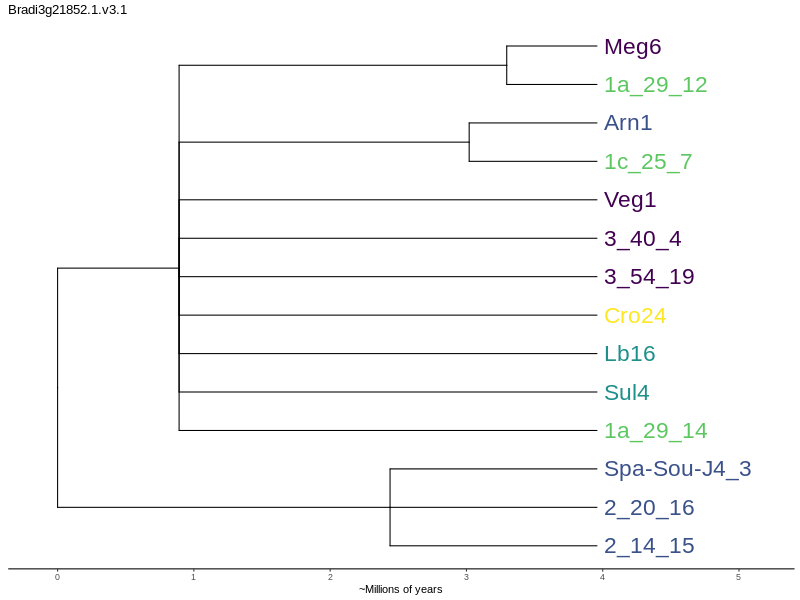 Bradi3g21852.1.v3.1
Meg6
1a_29_12
Arn1
1c_25_7
Veg1
3_40_4
3_54_19
Cro24
Lb16
Sul4
1a_29_14
Spa-Sou-J4_3
2_20_16
2_14_15
0 1 2 3 4 5
~Millions of years